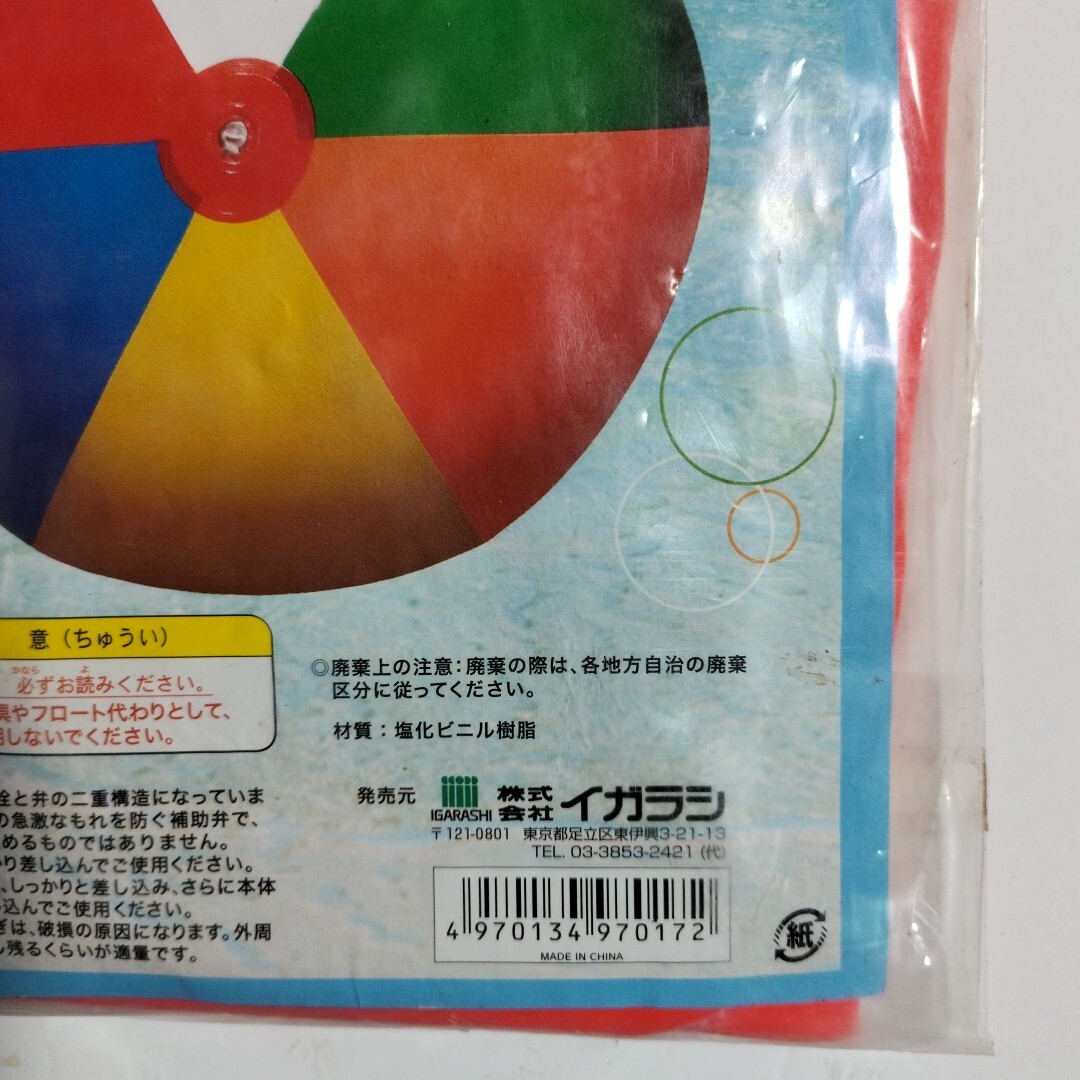 意（ちゅうい）
かなら よ
必ずお読みください。
具やフロート代わりとして、
用しないでください。
栓と弁の二重構造になっていま
の急激なもれを防ぐ補助弁で、
めるものではありません。
り差し込んでご使用ください。
、しっかりと差し込み、さらに本体
込んでご使用ください。
ぎは、破損の原因になります。外周
し残るくらいが適量です。
◎廃棄上の注意：廃棄の際は、各地方自治の廃棄
区分に従ってください。
材質：塩化ビニル樹脂
発売元 GOODS IGARASHI 株式会社 イガラシ
〒121-0801 東京都足立区東伊興3-21-13
TEL. 03-3853-2421 (代)
4 970134 970172
MADE IN CHINA
紙